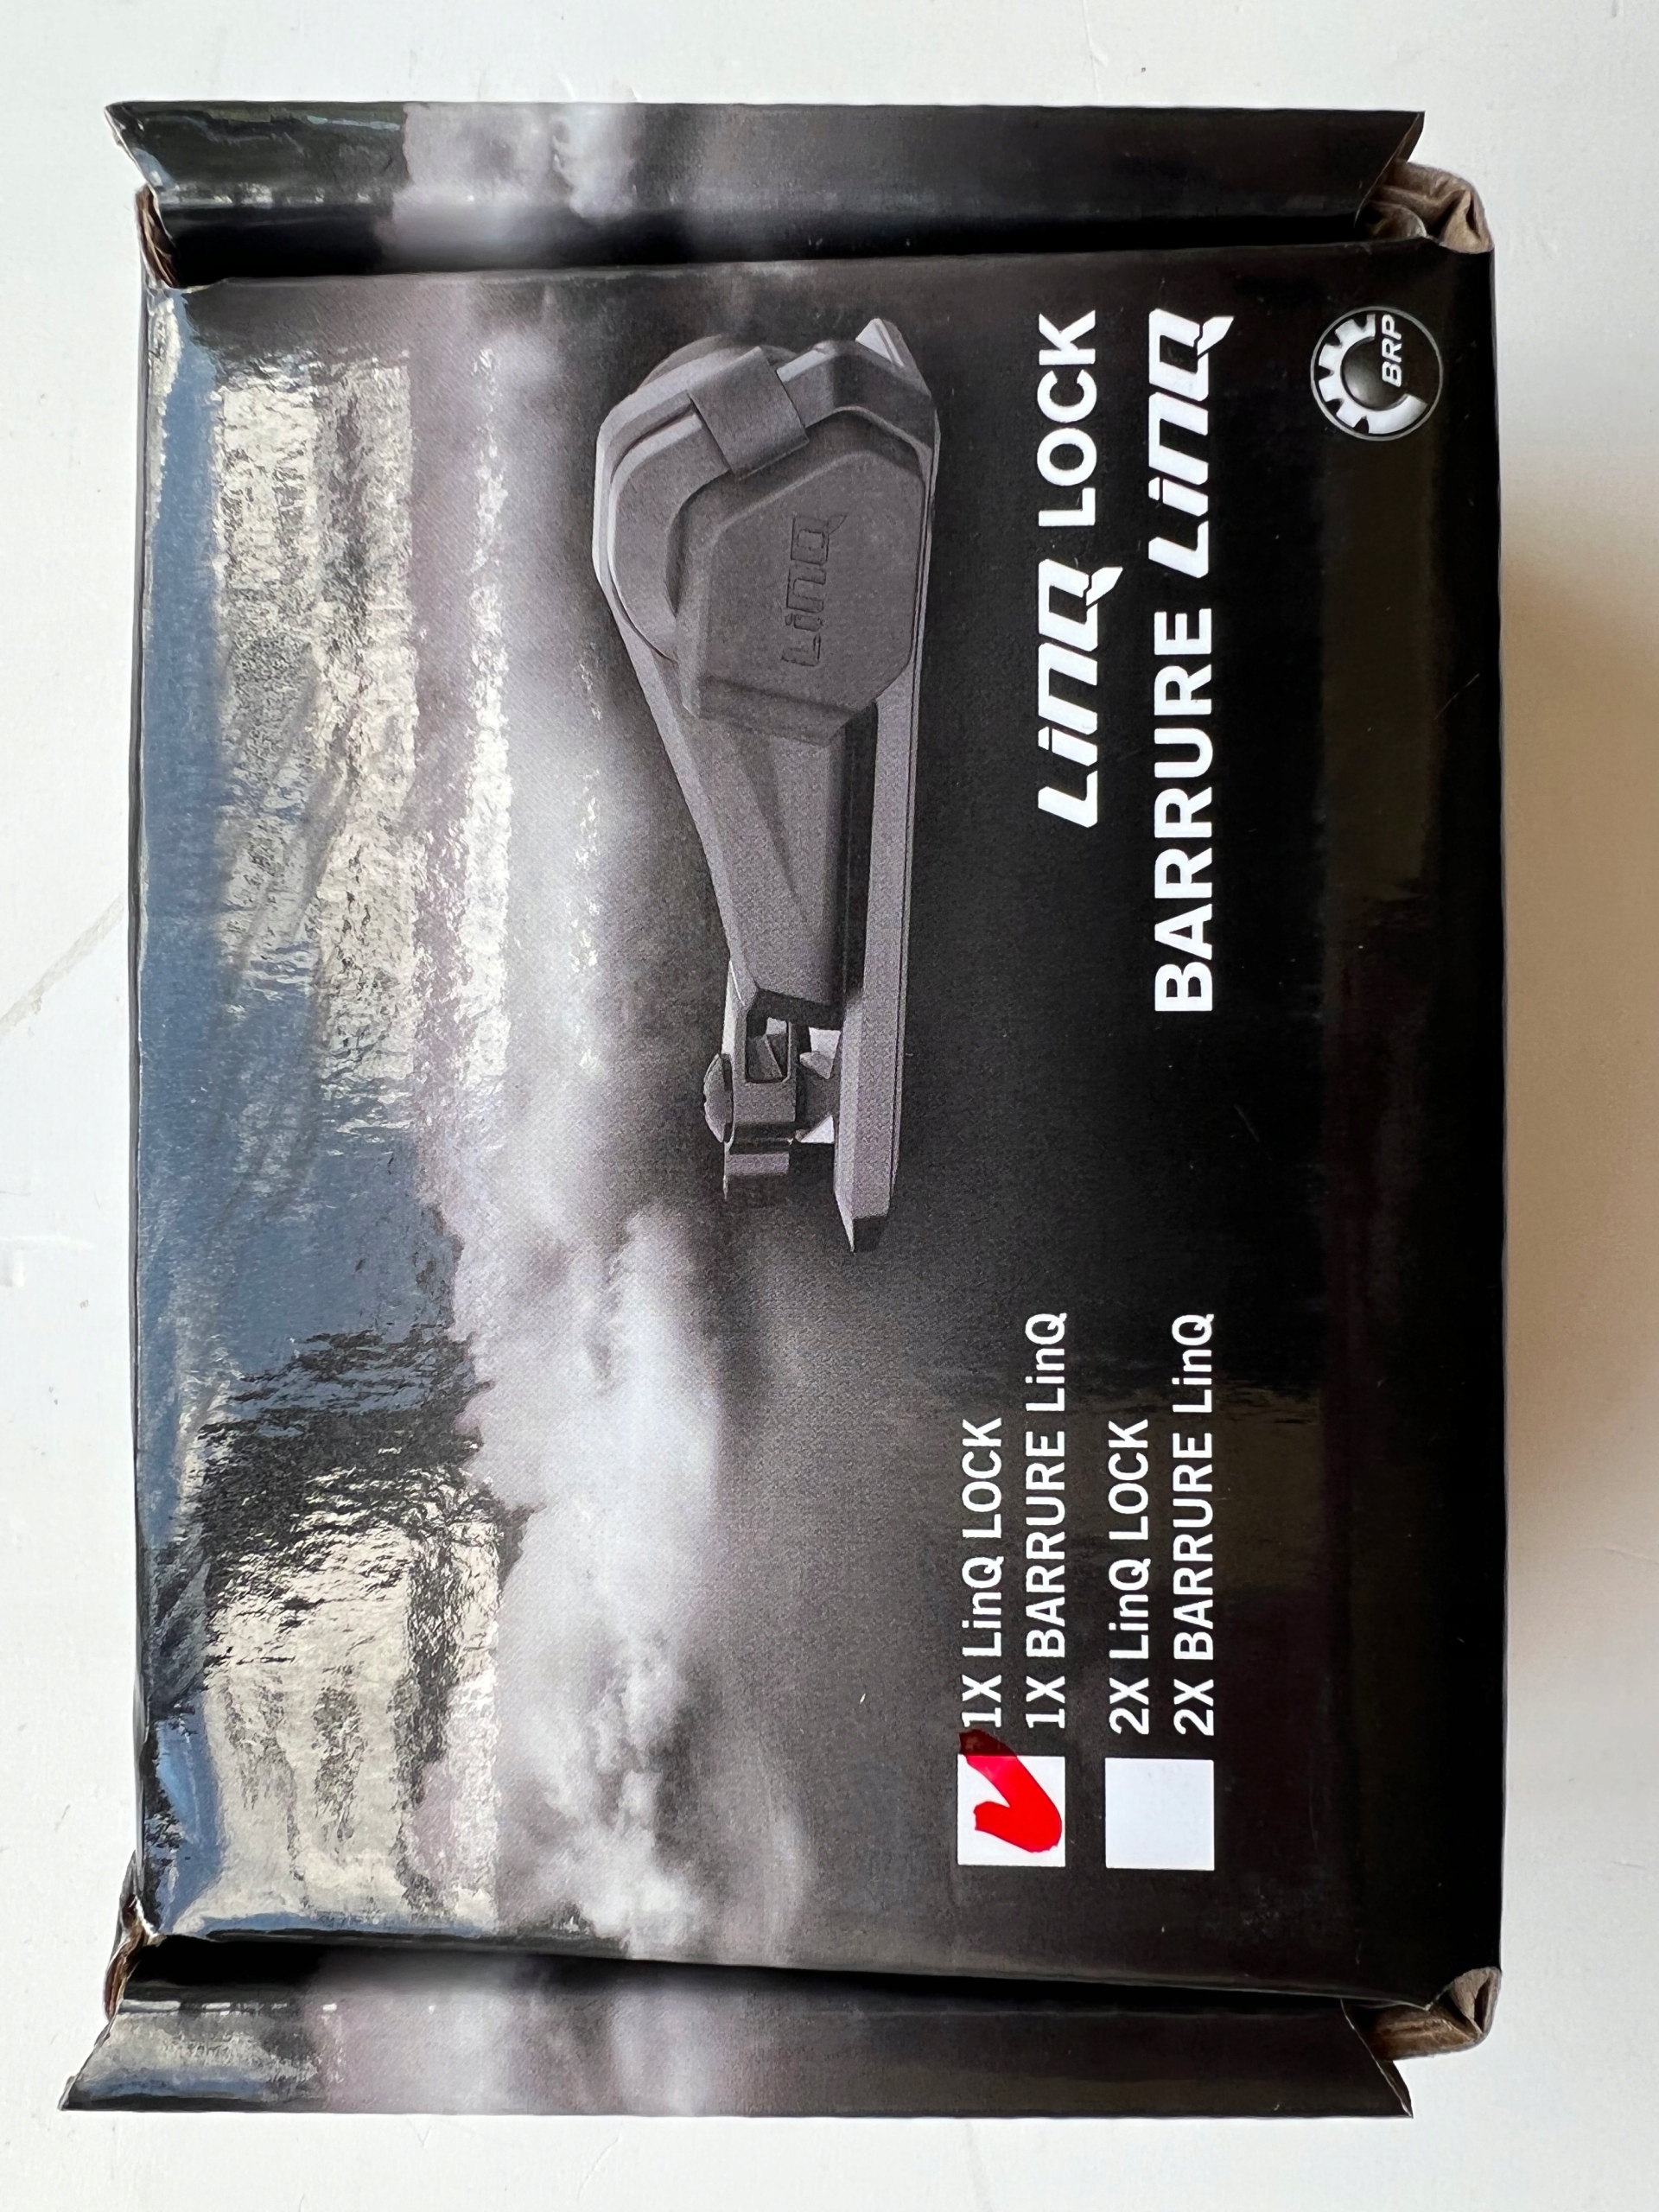 LinQ
LinQ LOCK
BARRURE LinQ
1X LinQ LOCK
1X BARRURE LinQ
2X LinQ LOCK
2X BARRURE LinQ
BRP